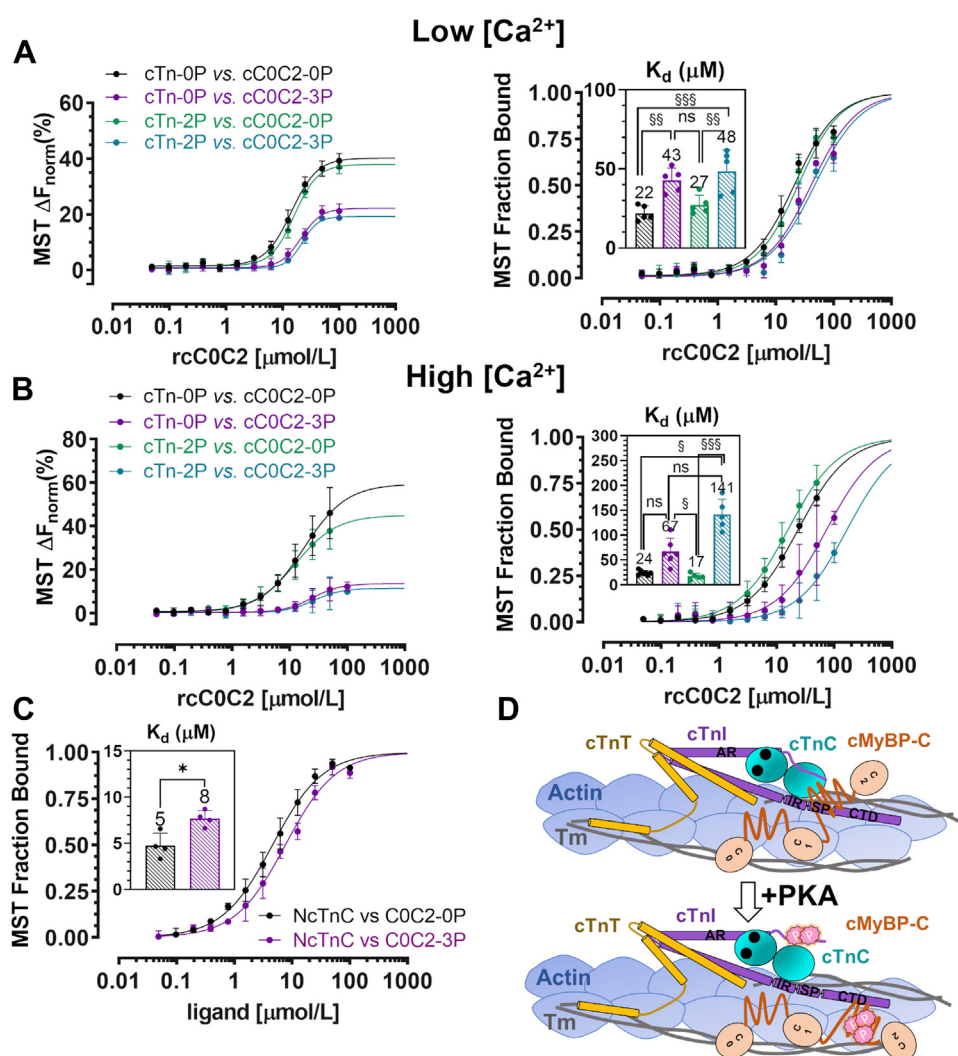 Low [Ca²⁺]
A
cTn-0P vs. cC0C2-0P
cTn-0P vs. cC0C2-3P
cTn-2P vs. cC0C2-0P
cTn-2P vs. cC0C2-3P
MST ΔFnorm(%)
60
40
20
0
0.01 0.1 1 10 100 1000
rcC0C2 [µmol/L]
MST Fraction Bound
1.00
0.75
0.50
0.25
0.00
Kd (µM)
100
50
0
§§§
§§ ns §§
22 43 27 48
0.01 0.1 1 10 100 1000
rcC0C2 [µmol/L]
High [Ca²⁺]
B
cTn-0P vs. cC0C2-0P
cTn-0P vs. cC0C2-3P
cTn-2P vs. cC0C2-0P
cTn-2P vs. cC0C2-3P
MST ΔFnorm(%)
80
60
40
20
0
0.01 0.1 1 10 100 1000
rcC0C2 [µmol/L]
MST Fraction Bound
1.00
0.75
0.50
0.25
0.00
Kd (µM)
300
250
200
150
100
50
0
§ §§§
ns
ns §
24 67 17 141
0.01 0.1 1 10 100 1000
rcC0C2 [µmol/L]
C
MST Fraction Bound
1.00
0.75
0.50
0.25
0.00
Kd (µM)
15
10
5
0
*
5 8
NcTnC vs C0C2-0P
NcTnC vs C0C2-3P
0.01 0.1 1 10 100 1000
ligand [µmol/L]
D
cTnT
cTnI
AR
cTnC
cMyBP-C
C2
Actin
IR SP CTD
Tm
C0 C1
+PKA
cTnT
cTnI
AR
P P
cMyBP-C
cTnC
Actin
IR SP CTD
Tm
P P P
C0 C1 C2